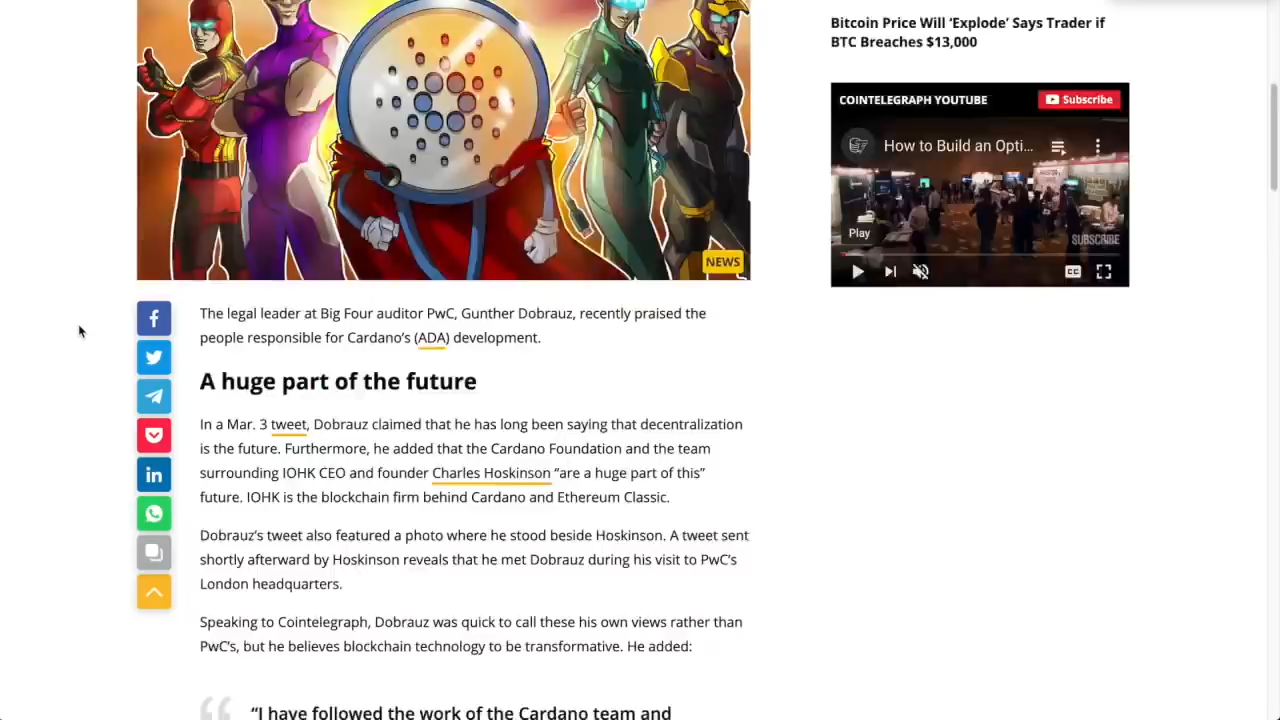 NEWS
The legal leader at Big Four auditor PwC, Gunther Dobrauz, recently praised the
people responsible for Cardano’s (ADA) development.
A huge part of the future
In a Mar. 3 tweet, Dobrauz claimed that he has long been saying that decentralization
is the future. Furthermore, he added that the Cardano Foundation and the team
surrounding IOHK CEO and founder Charles Hoskinson “are a huge part of this”
future. IOHK is the blockchain firm behind Cardano and Ethereum Classic.
Dobrauz’s tweet also featured a photo where he stood beside Hoskinson. A tweet sent
shortly afterward by Hoskinson reveals that he met Dobrauz during his visit to PwC’s
London headquarters.
Speaking to Cointelegraph, Dobrauz was quick to call these his own views rather than
PwC’s, but he believes blockchain technology to be transformative. He added:
“I have followed the work of the Cardano team and
Bitcoin Price Will ‘Explode’ Says Trader if
BTC Breaches $13,000
COINTELEGRAPH YOUTUBE
Subscribe
How to Build an Opti...
Play
SUBSCRIBE
CC